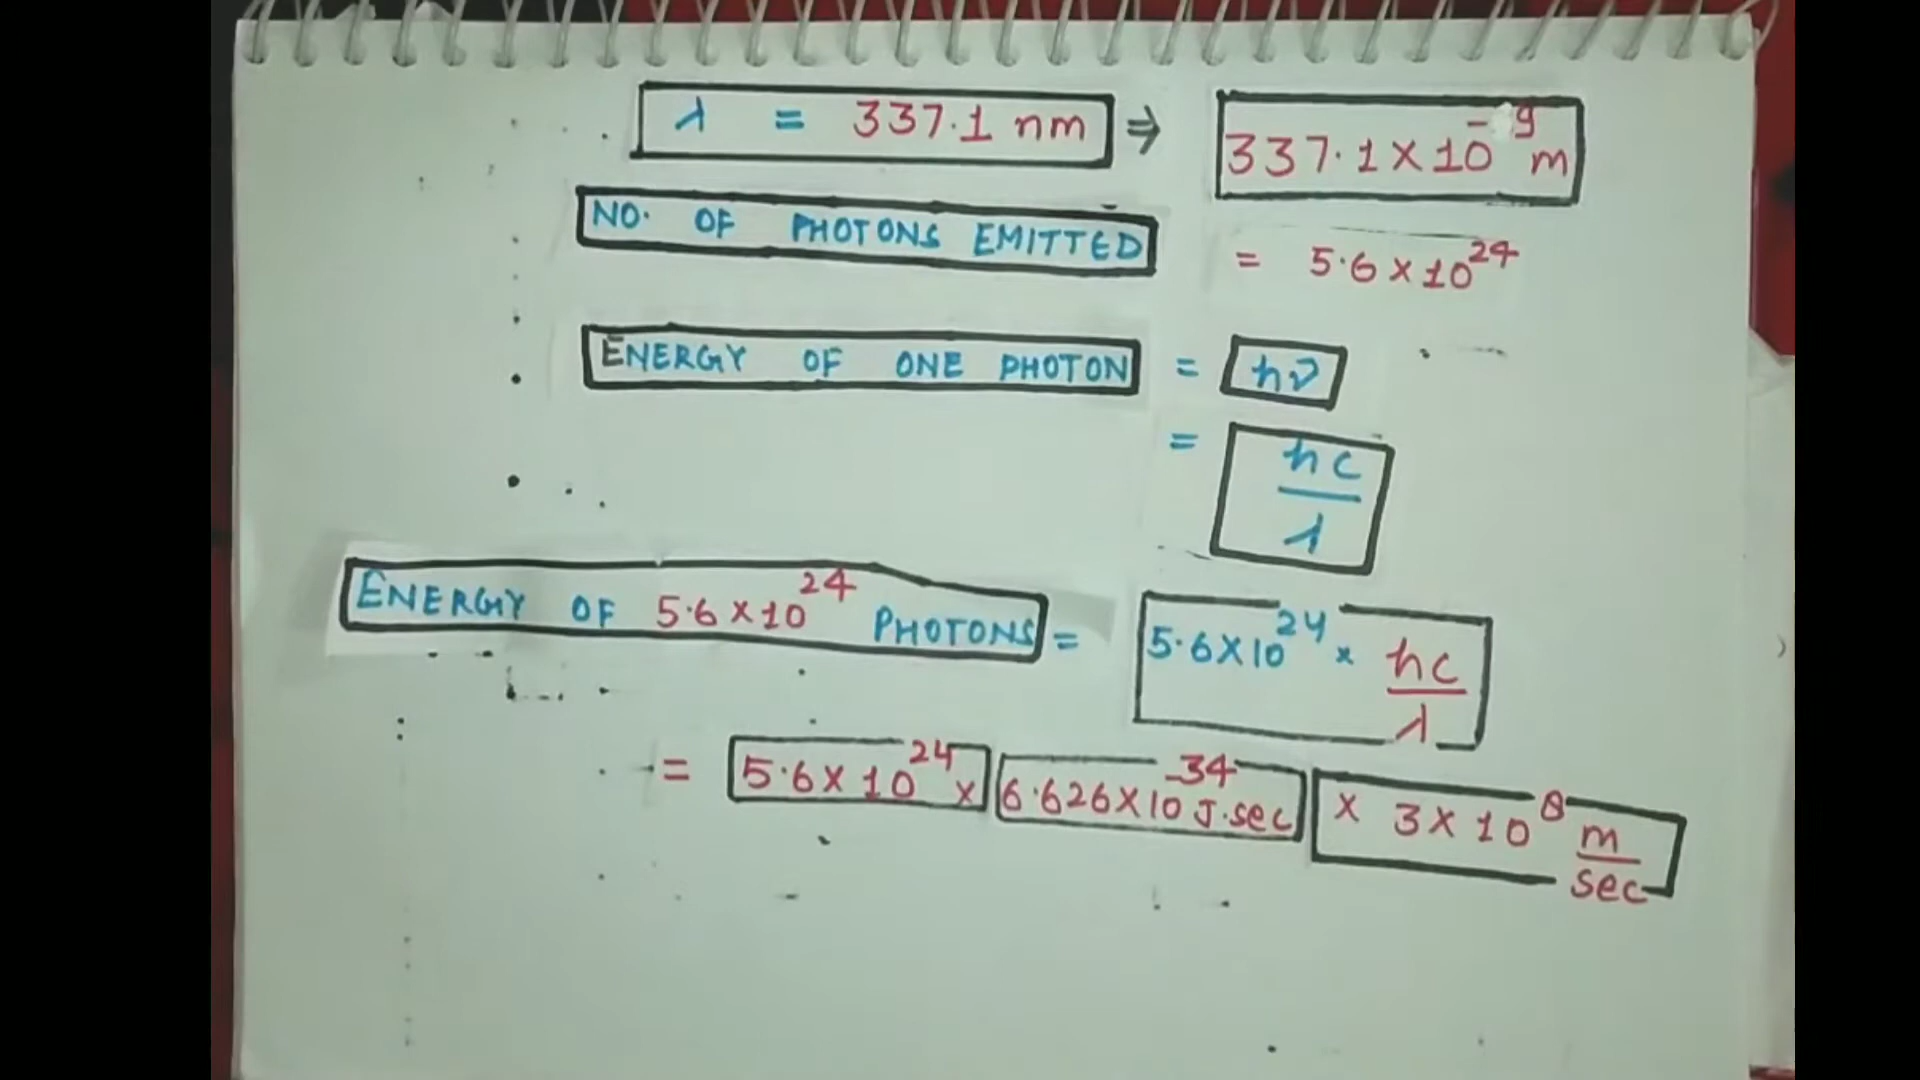 λ = 337.1 nm ⇒ 337.1 × 10⁻⁹ m
NO. OF PHOTONS EMITTED = 5.6 × 10²⁴
ENERGY OF ONE PHOTON = hν
= hc/λ
ENERGY OF 5.6 × 10²⁴ PHOTONS = 5.6 × 10²⁴ × hc/λ
= 5.6 × 10²⁴ × 6.626 × 10⁻³⁴ J.sec × 3 × 10⁸ m/sec